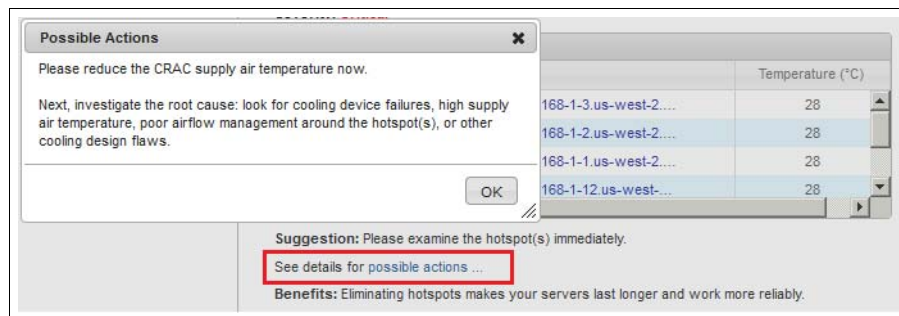 Possible Actions
Please reduce the CRAC supply air temperature now.
Next, investigate the root cause: look for cooling device failures, high supply
air temperature, poor airflow management around the hotspot(s), or other
cooling design flaws.
OK
Temperature (°C)
168-1-3.us-west-2.... 28
168-1-2.us-west-2.... 28
168-1-1.us-west-2.... 28
168-1-12.us-west-... 28
Suggestion: Please examine the hotspot(s) immediately.
See details for possible actions ...
Benefits: Eliminating hotspots makes your servers last longer and work more reliably.